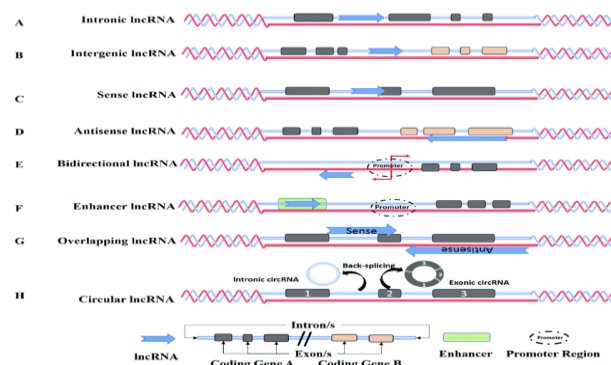 A Intronic lncRNA
B Intergenic lncRNA
C Sense lncRNA
D Antisense lncRNA
E Bidirectional lncRNA
Promoter
F Enhancer lncRNA
Promoter
G Overlapping lncRNA
Sense
Antisense
Back-splicing
Intronic circRNA
Exonic circRNA
H Circular lncRNA
1 2 3
Intron/s
Promoter
lncRNA
Exon/s
Enhancer
Promoter Region
Coding Gene A
Coding Gene B